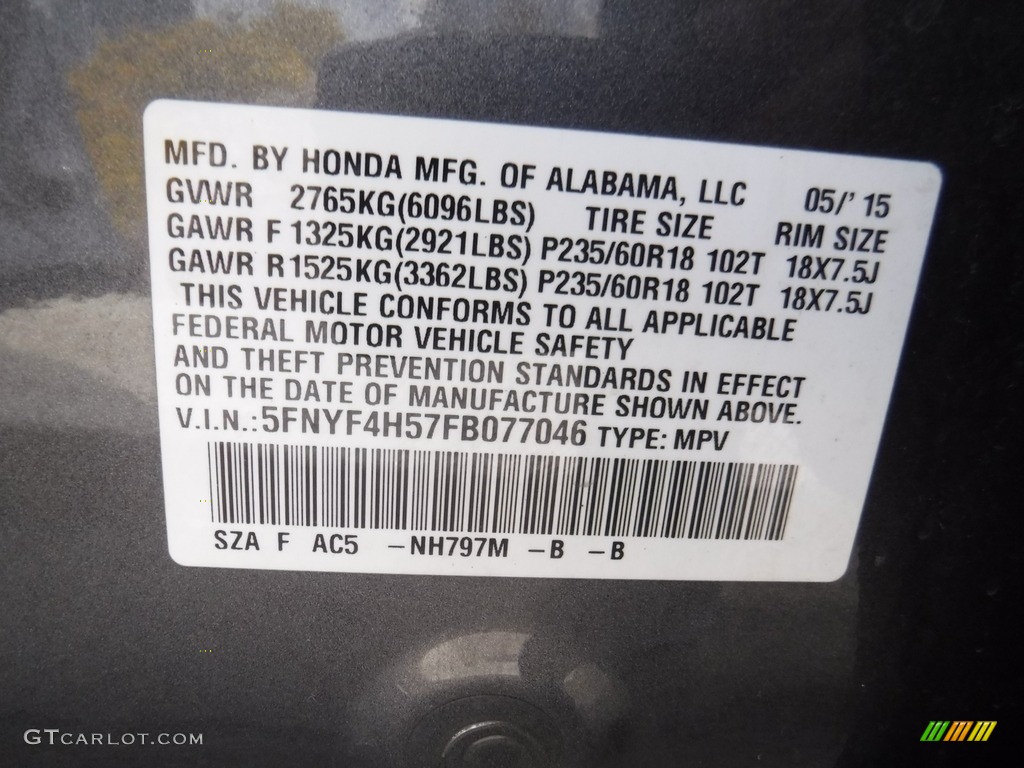 MFD. BY HONDA MFG. OF ALABAMA, LLC 05/' 15
GVWR 2765KG(6096LBS) TIRE SIZE RIM SIZE
GAWR F 1325KG(2921LBS) P235/60R18 102T 18X7.5J
GAWR R1525KG(3362LBS) P235/60R18 102T 18X7.5J
THIS VEHICLE CONFORMS TO ALL APPLICABLE
FEDERAL MOTOR VEHICLE SAFETY
AND THEFT PREVENTION STANDARDS IN EFFECT
ON THE DATE OF MANUFACTURE SHOWN ABOVE.
V.I.N.:5FNYF4H57FB077046 TYPE: MPV
SZA F AC5 -NH797M -B -B
GTCARLOT.COM